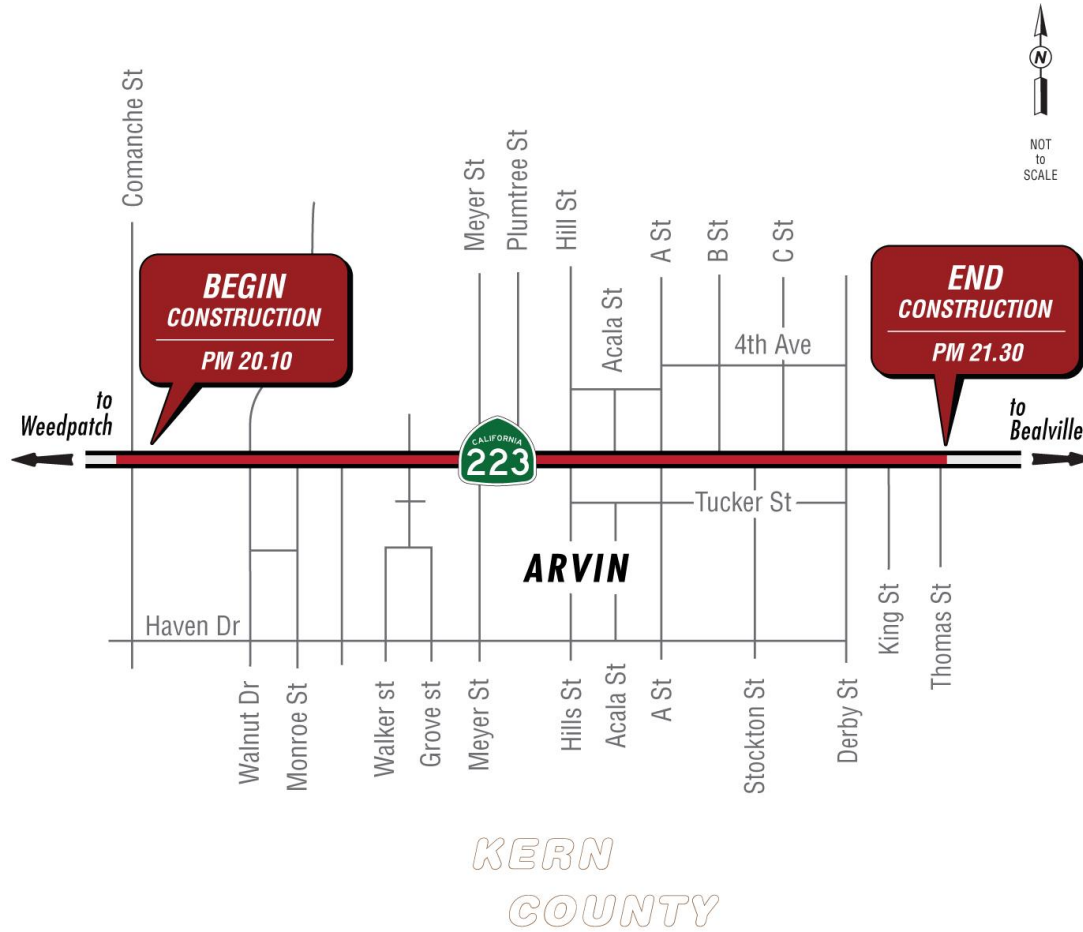 N
NOT
to
SCALE
Comanche St
Meyer St
Plumtree St
Hill St
Acala St
A St
B St
C St
4th Ave
BEGIN
CONSTRUCTION
PM 20.10
END
CONSTRUCTION
PM 21.30
to
Weedpatch
CALIFORNIA
223
to
Bealville
Tucker St
ARVIN
Haven Dr
Walnut Dr
Monroe St
Walker st
Grove st
Meyer St
Hills St
Acala St
A St
Stockton St
Derby St
King St
Thomas St
KERN
COUNTY